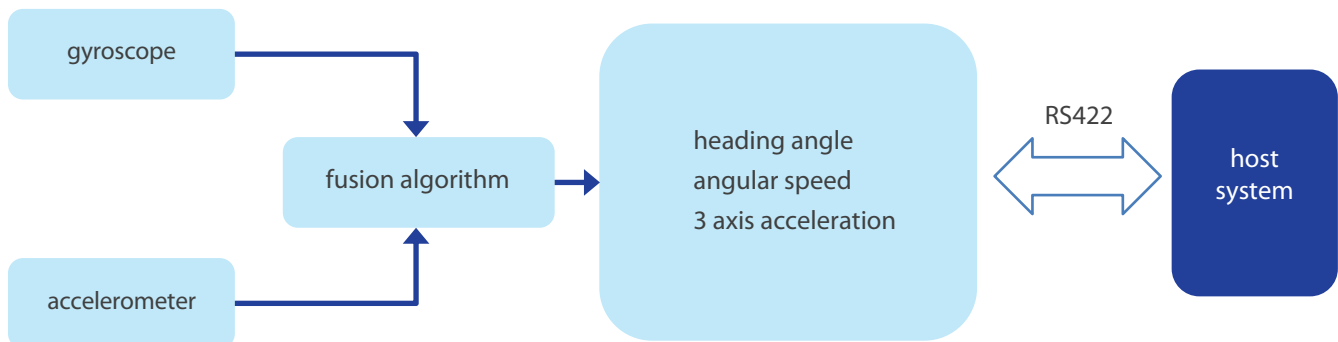 gyroscope
accelerometer
fusion algorithm
heading angle
angular speed
3 axis acceleration
RS422
host
system